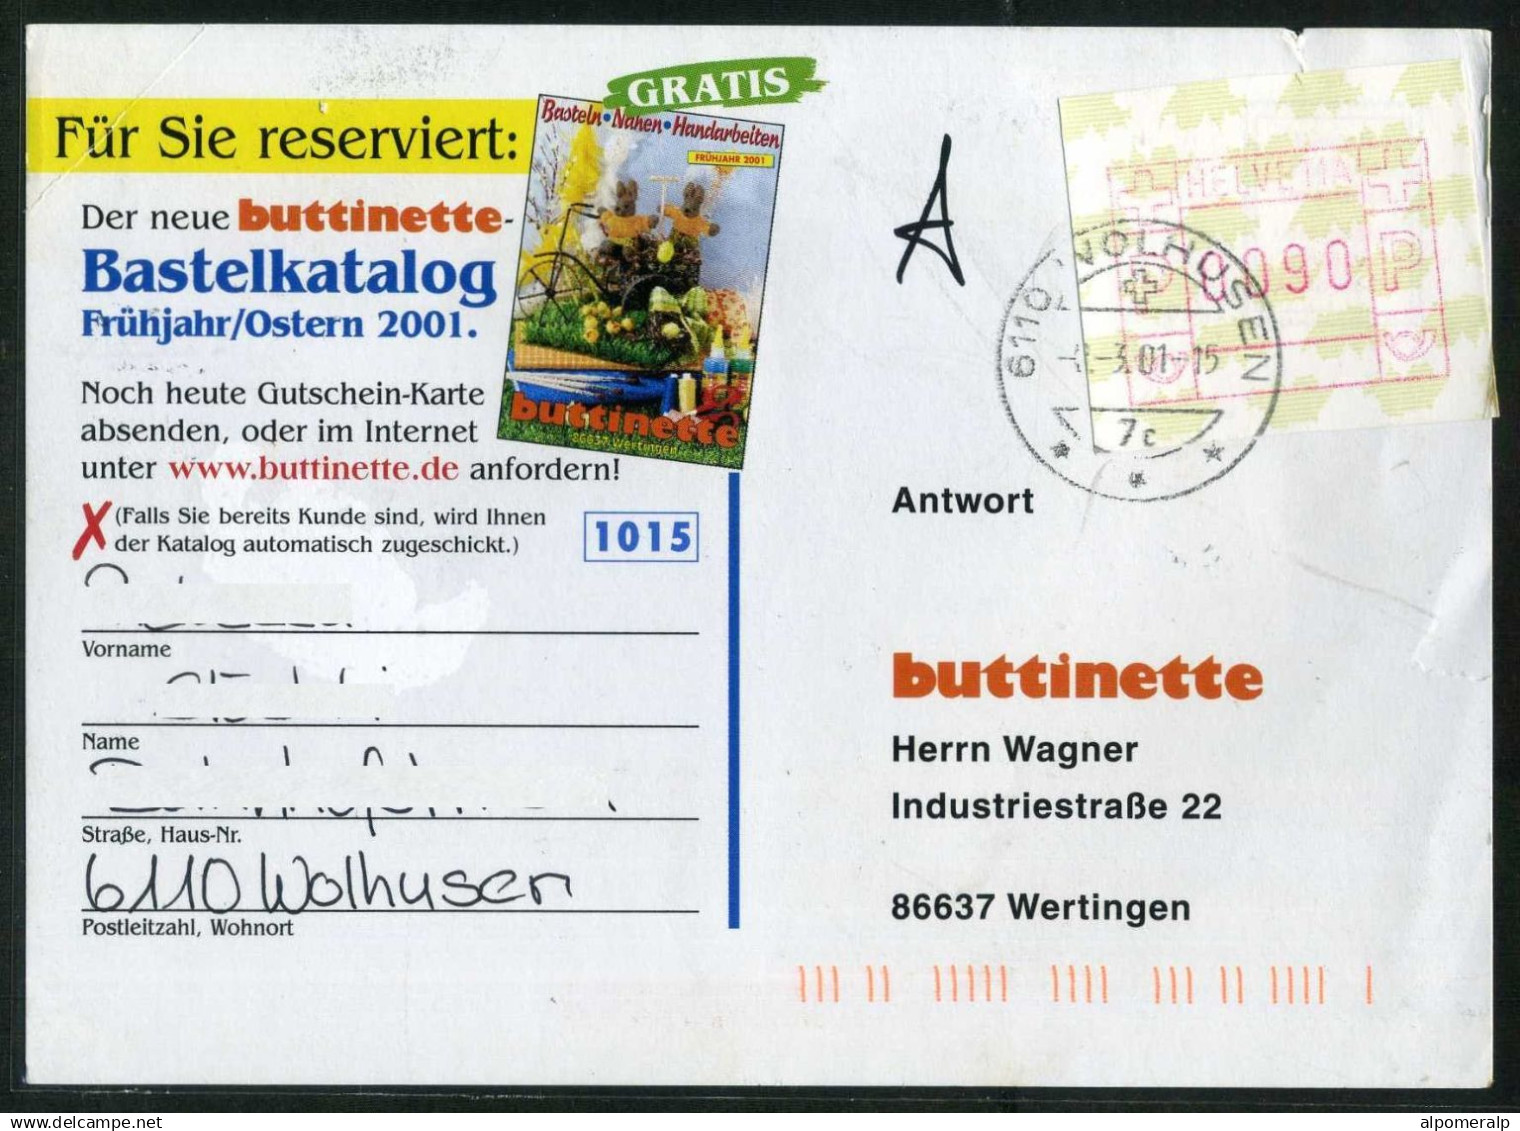 GRATIS
Für Sie reserviert:
Basteln • Nähen • Handarbeiten
FRÜHJAHR 2001
Der neue buttinette-
Bastelkatalog
Frühjahr/Ostern 2001.
Noch heute Gutschein-Karte
absenden, oder im Internet
unter www.buttinette.de anfordern!
buttinette
86637 Wertingen
X (Falls Sie bereits Kunde sind, wird Ihnen
der Katalog automatisch zugeschickt.)
1015
Vorname
Name
Straße, Haus-Nr.
6110 Wolhusen
Postleitzahl, Wohnort
A
HELVETIA
P 0090 P
6110 WOLHUSEN
-3.01-15
7c
Antwort
buttinette
Herrn Wagner
Industriestraße 22
86637 Wertingen
alpomeralp